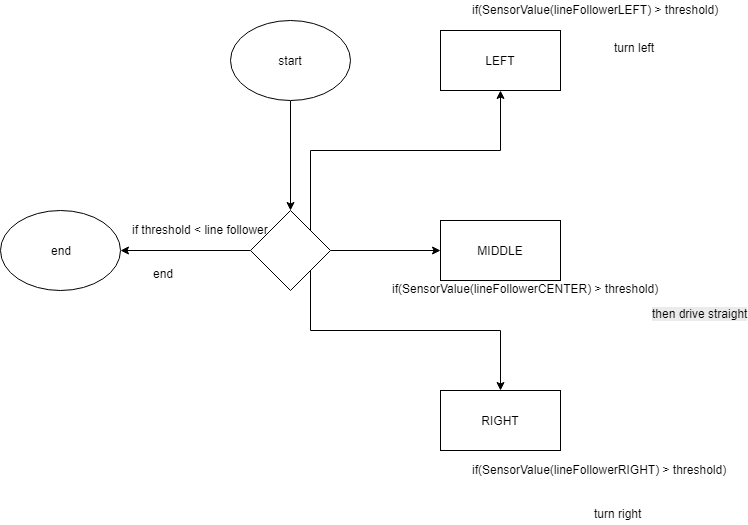 if(SensorValue(lineFollowerLEFT) > threshold)
turn left
start
LEFT
if threshold < line follower
end
end
MIDDLE
if(SensorValue(lineFollowerCENTER) > threshold)
then drive straight
RIGHT
if(SensorValue(lineFollowerRIGHT) > threshold)
turn right